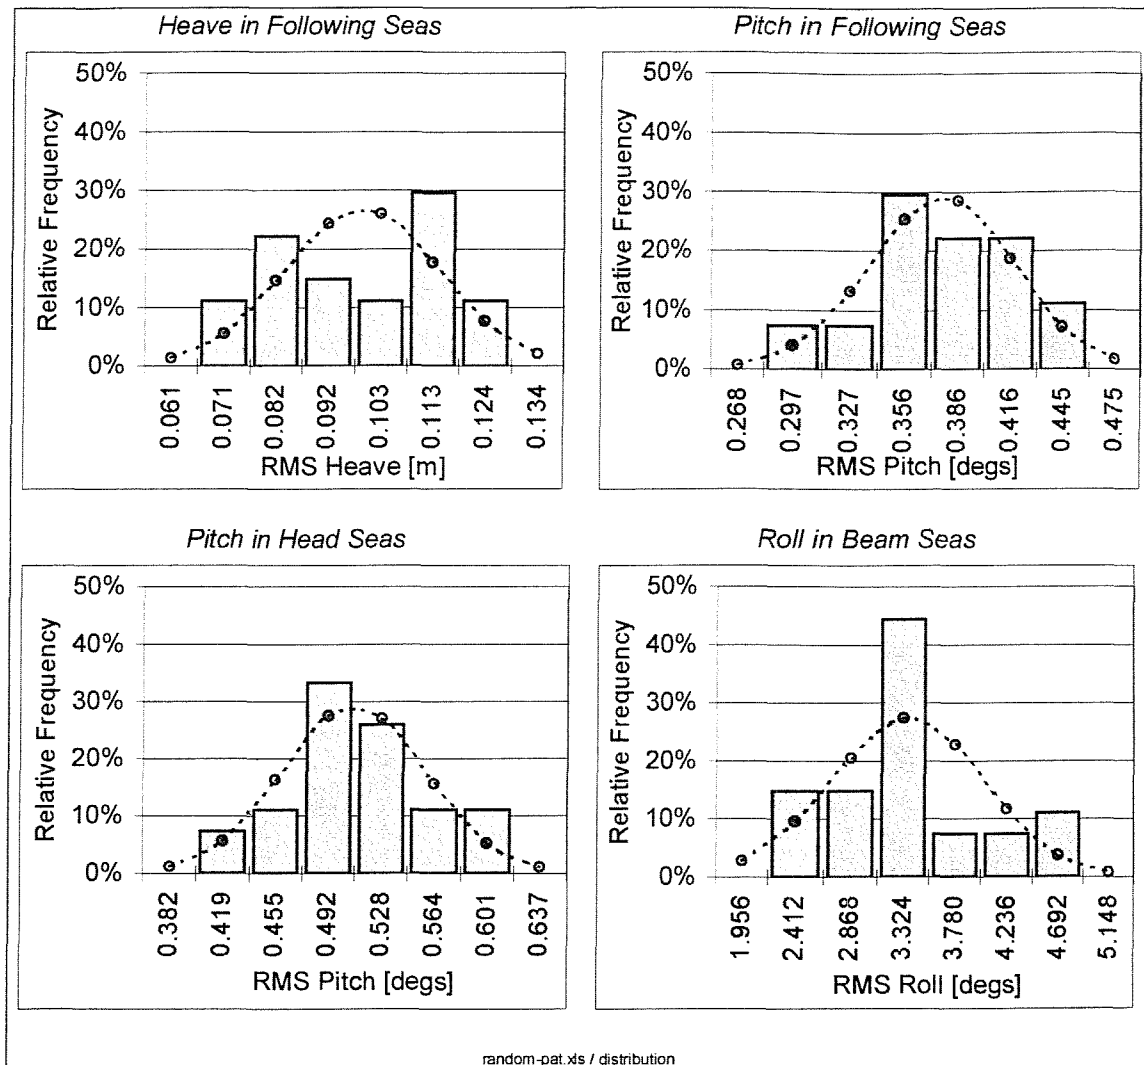 Heave in Following Seas
Relative Frequency
50%
40%
30%
20%
10%
0%
0.061 0.071 0.082 0.092 0.103 0.113 0.124 0.134
RMS Heave [m]
Pitch in Following Seas
Relative Frequency
50%
40%
30%
20%
10%
0%
0.268 0.297 0.327 0.356 0.386 0.416 0.445 0.475
RMS Pitch [degs]
Pitch in Head Seas
Relative Frequency
50%
40%
30%
20%
10%
0%
0.382 0.419 0.455 0.492 0.528 0.564 0.601 0.637
RMS Pitch [degs]
Roll in Beam Seas
Relative Frequency
50%
40%
30%
20%
10%
0%
1.956 2.412 2.868 3.324 3.780 4.236 4.692 5.148
RMS Roll [degs]
random-pat.xls / distribution